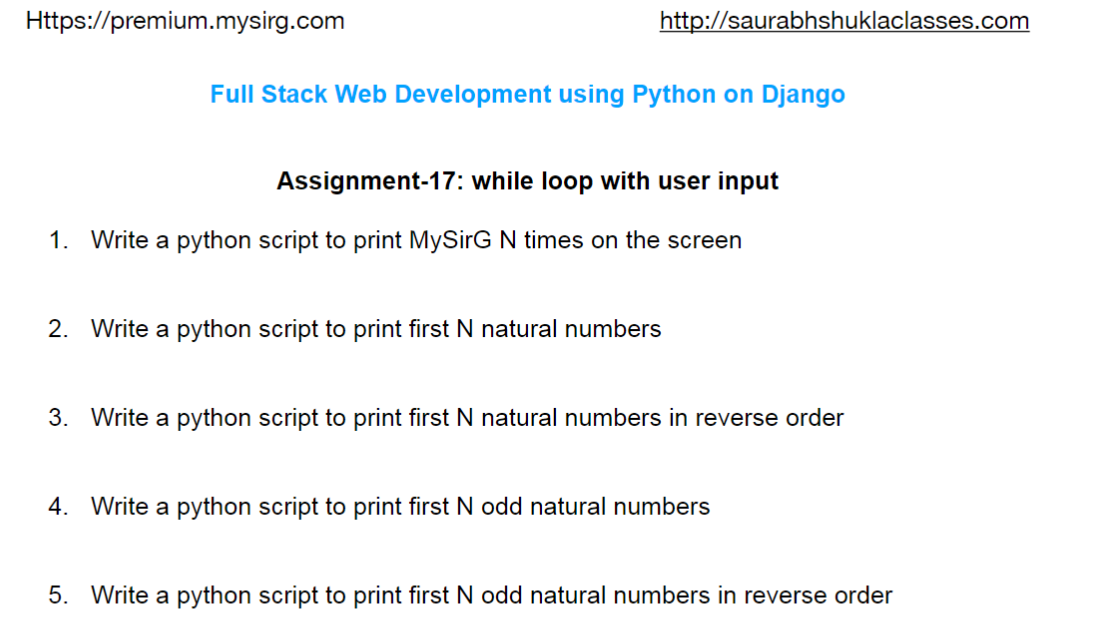 Https://premium.mysirg.com http://saurabhshuklaclasses.com
Full Stack Web Development using Python on Django
Assignment-17: while loop with user input
1. Write a python script to print MySirG N times on the screen
2. Write a python script to print first N natural numbers
3. Write a python script to print first N natural numbers in reverse order
4. Write a python script to print first N odd natural numbers
5. Write a python script to print first N odd natural numbers in reverse order